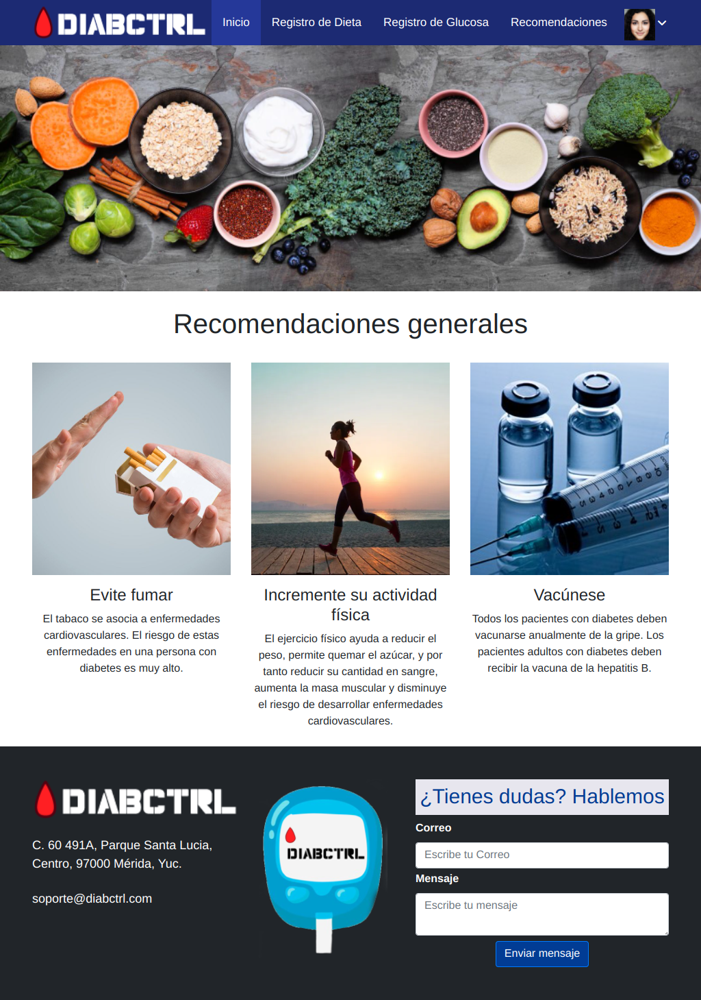 DIABCTRL
Inicio
Registro de Dieta
Registro de Glucosa
Recomendaciones
Recomendaciones generales
Evite fumar
El tabaco se asocia a enfermedades
cardiovasculares. El riesgo de estas
enfermedades en una persona con
diabetes es muy alto.
Incremente su actividad
física
El ejercicio físico ayuda a reducir el
peso, permite quemar el azúcar, y por
tanto reducir su cantidad en sangre,
aumenta la masa muscular y disminuye
el riesgo de desarrollar enfermedades
cardiovasculares.
Vacúnese
Todos los pacientes con diabetes deben
vacunarse anualmente de la gripe. Los
pacientes adultos con diabetes deben
recibir la vacuna de la hepatitis B.
DIABCTRL
C. 60 491A, Parque Santa Lucia,
Centro, 97000 Mérida, Yuc.
soporte@diabctrl.com
DIABCTRL
¿Tienes dudas? Hablemos
Correo
Escribe tu Correo
Mensaje
Escribe tu mensaje
Enviar mensaje